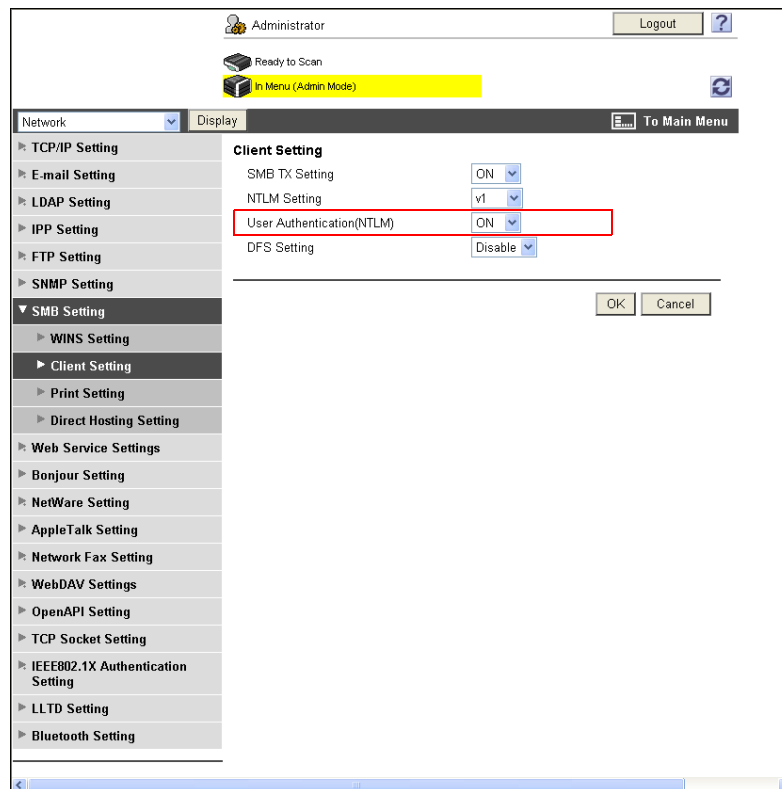 Administrator
Logout
?
Ready to Scan
In Menu (Admin Mode)
Network
Display
To Main Menu
TCP/IP Setting
E-mail Setting
LDAP Setting
IPP Setting
FTP Setting
SNMP Setting
SMB Setting
WINS Setting
Client Setting
Print Setting
Direct Hosting Setting
Web Service Settings
Bonjour Setting
NetWare Setting
AppleTalk Setting
Network Fax Setting
WebDAV Settings
OpenAPI Setting
TCP Socket Setting
IEEE802.1X Authentication
Setting
LLTD Setting
Bluetooth Setting
Client Setting
SMB TX Setting ON
NTLM Setting v1
User Authentication(NTLM) ON
DFS Setting Disable
OK Cancel